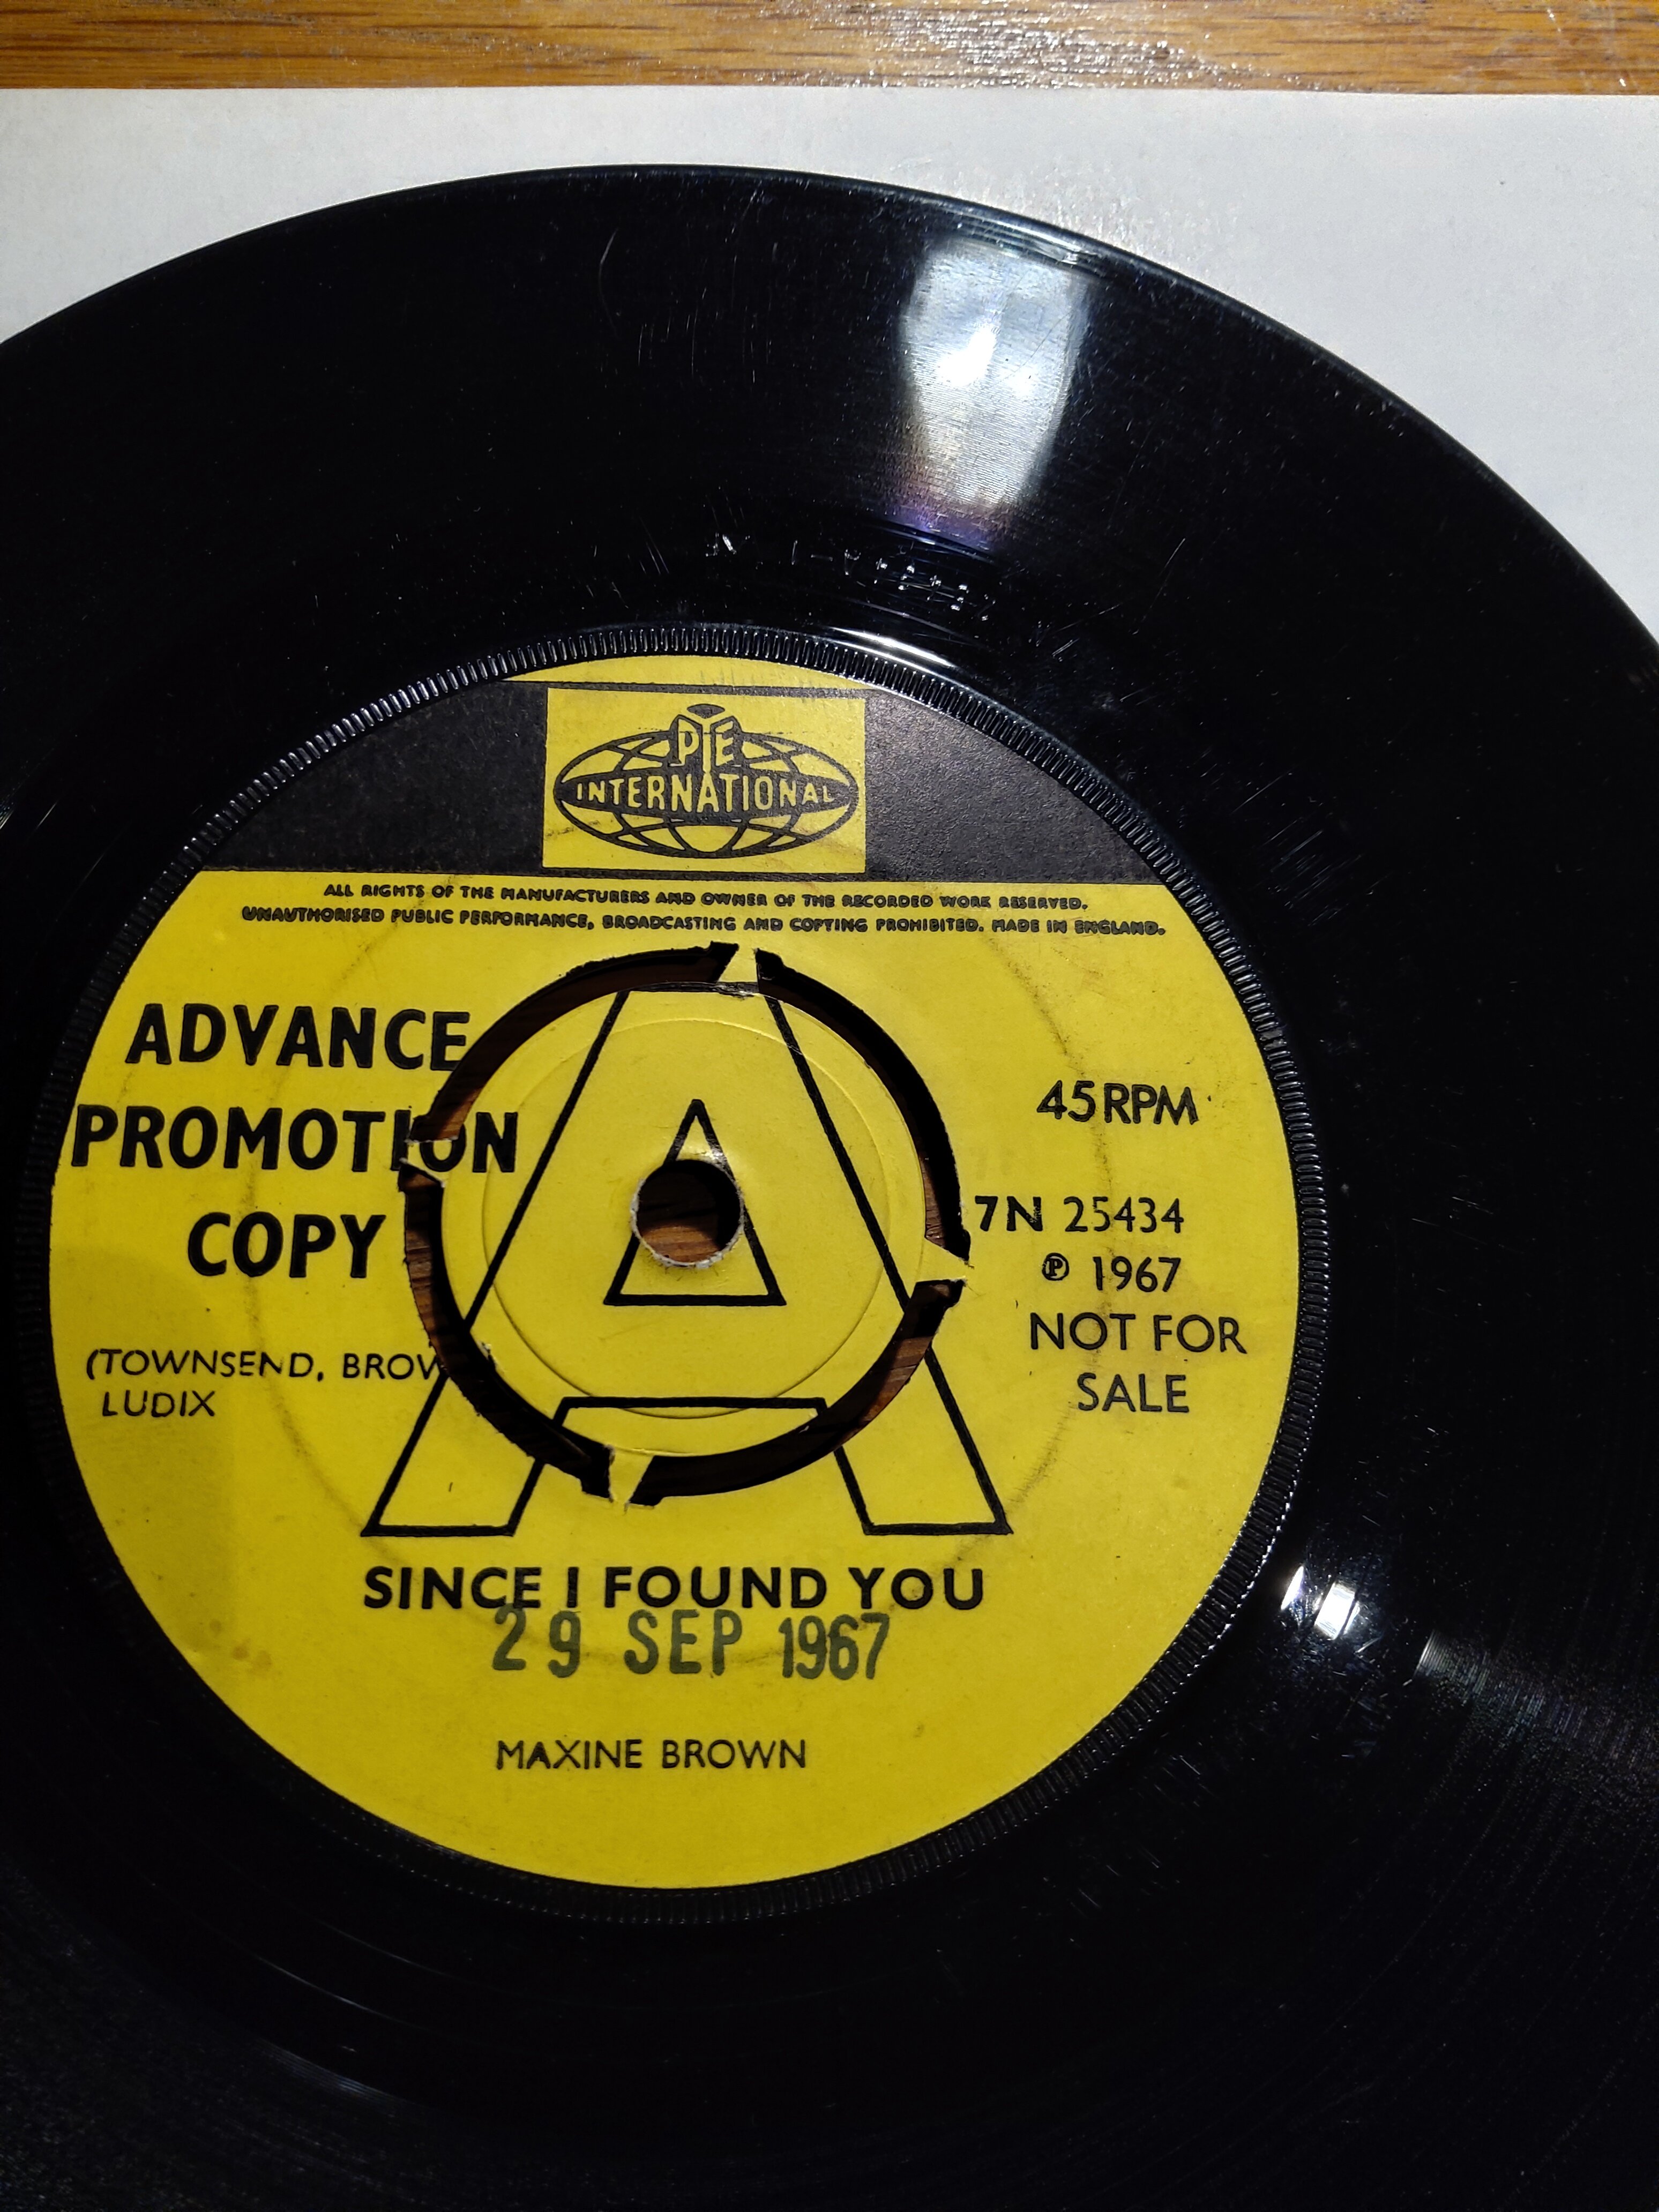 PYE
INTERNATIONAL
ALL RIGHTS OF THE MANUFACTURERS AND OWNER OF THE RECORDED WORK RESERVED.
UNAUTHORISED PUBLIC PERFORMANCE, BROADCASTING AND COPYING PROHIBITED. MADE IN ENGLAND.
ADVANCE
PROMOTION
COPY
A
45 RPM
7N 25434
℗ 1967
NOT FOR
SALE
(TOWNSEND, BROW
LUDIX
SINCE I FOUND YOU
29 SEP 1967
MAXINE BROWN